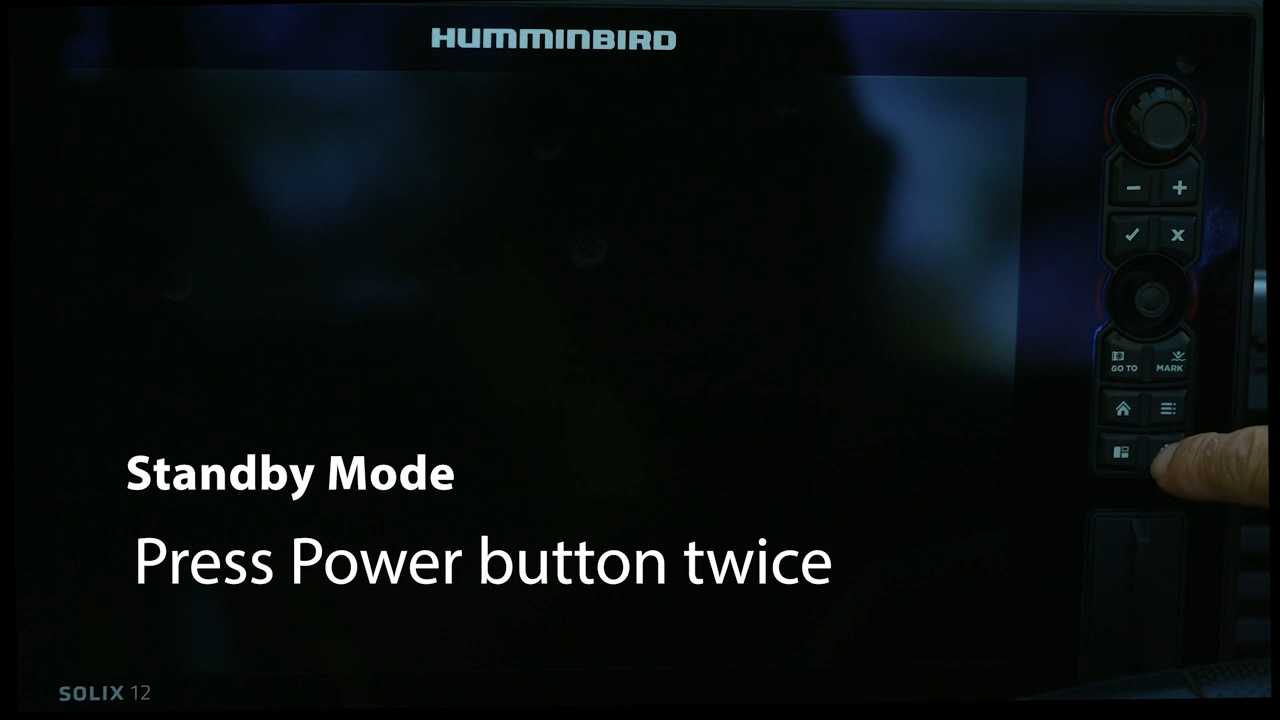 HUMMINBIRD
− +
✓ x
GO TO MARK
Standby Mode
Press Power button twice
SOLIX 12